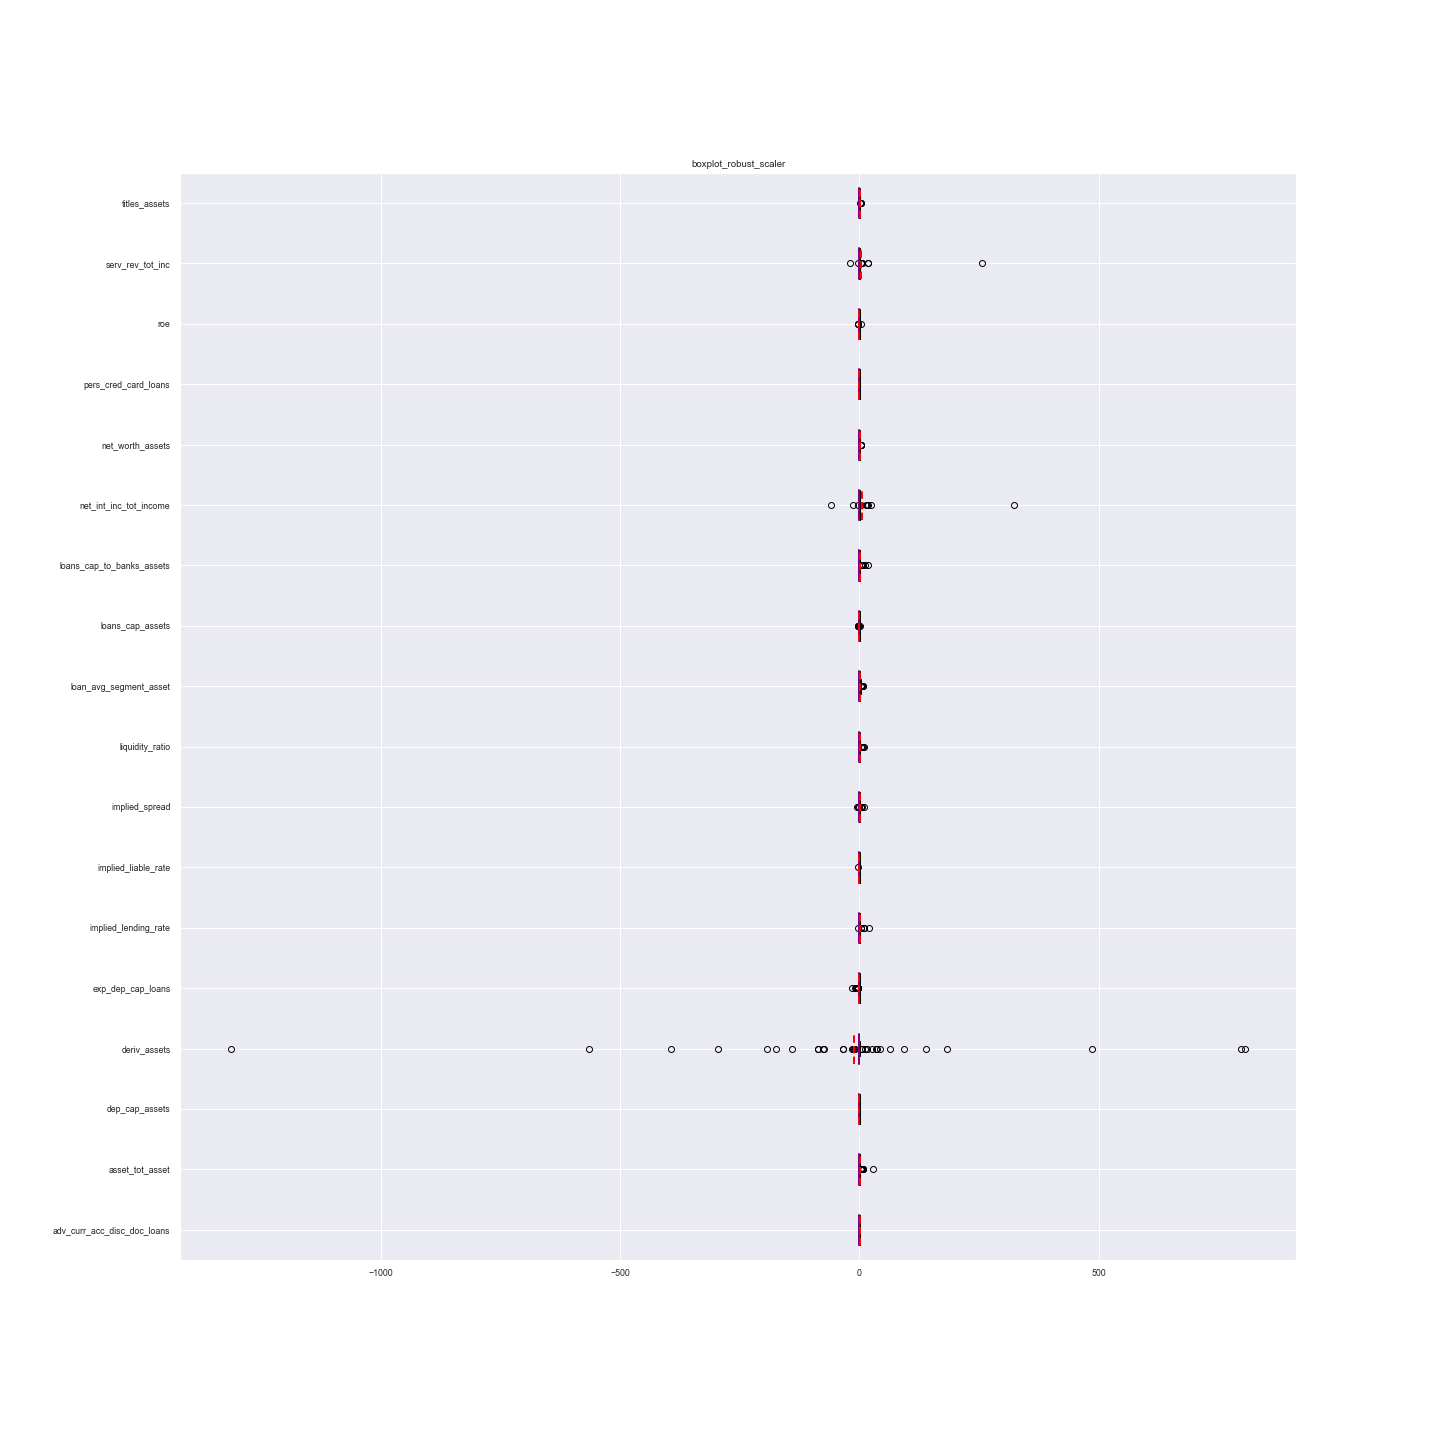 boxplot_robust_scaler
titles_assets
serv_rev_tot_inc
roe
pers_cred_card_loans
net_worth_assets
net_int_inc_tot_income
loans_cap_to_banks_assets
loans_cap_assets
loan_avg_segment_asset
liquidity_ratio
implied_spread
implied_liable_rate
implied_lending_rate
exp_dep_cap_loans
deriv_assets
dep_cap_assets
asset_tot_asset
adv_curr_acc_disc_doc_loans
−1000 −500 0 500